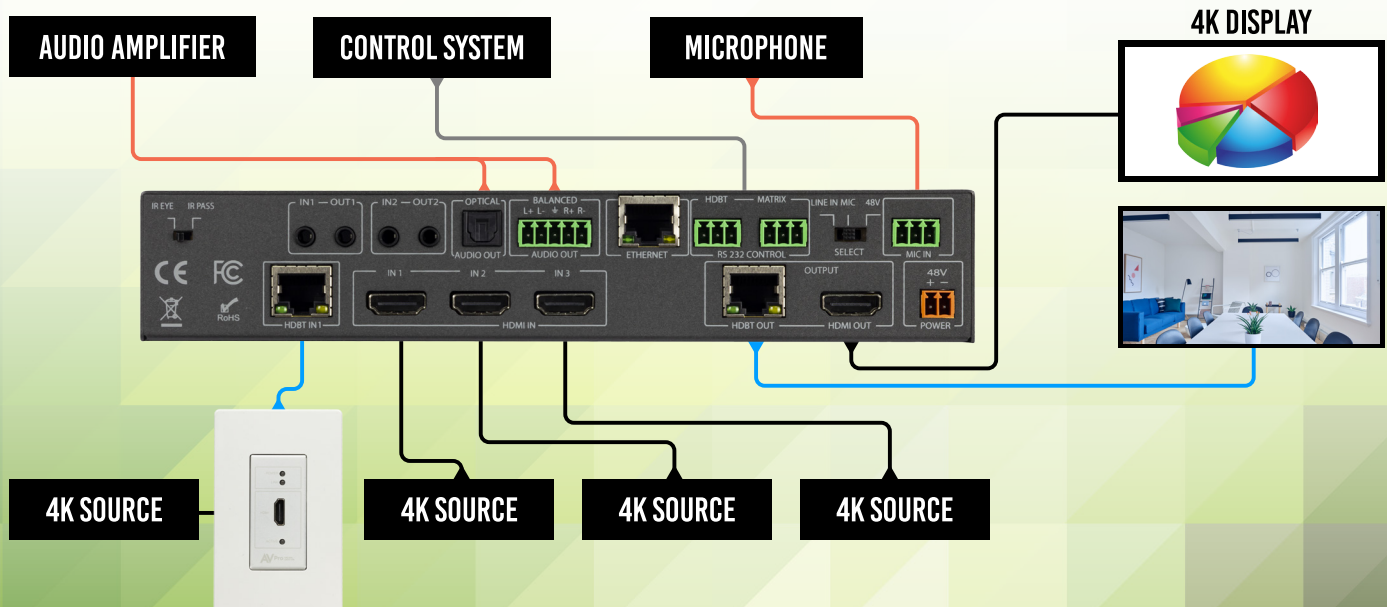 4K DISPLAY
AUDIO AMPLIFIER
CONTROL SYSTEM
MICROPHONE
IR EYE IR PASS
IN1 — OUT1
IN2 — OUT2
OPTICAL
AUDIO OUT
BALANCED
L+ L- R+ R-
AUDIO OUT
ETHERNET
HDBT MATRIX
RS 232 CONTROL
LINE IN MIC 48V
SELECT
MIC IN
CE FC
RoHS
HDBT IN1
IN 1 IN 2 IN 3
HDMI IN
OUTPUT
HDBT OUT HDMI OUT
48V
+ −
POWER
4K SOURCE
4K SOURCE
4K SOURCE
4K SOURCE